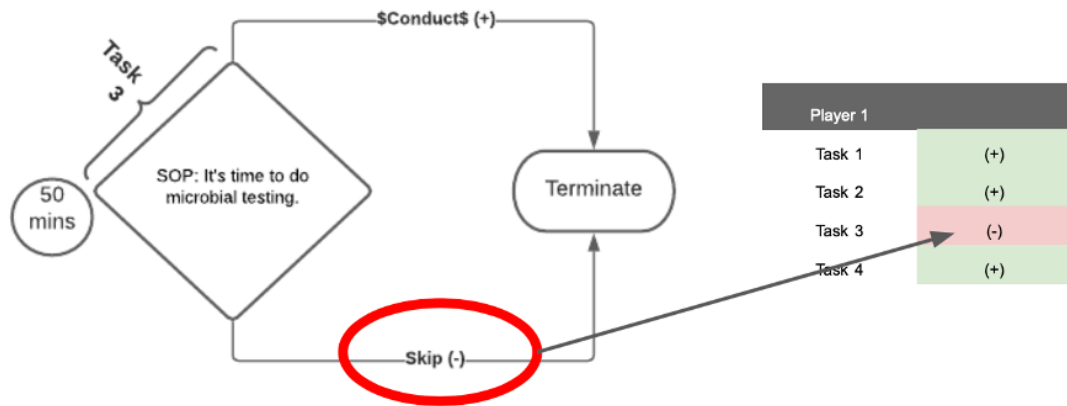 $Conduct$ (+)
Task
3
50
mins
SOP: It's time to do
microbial testing.
Terminate
Skip (-)
Player 1
Task 1 (+)
Task 2 (+)
Task 3 (-)
Task 4 (+)